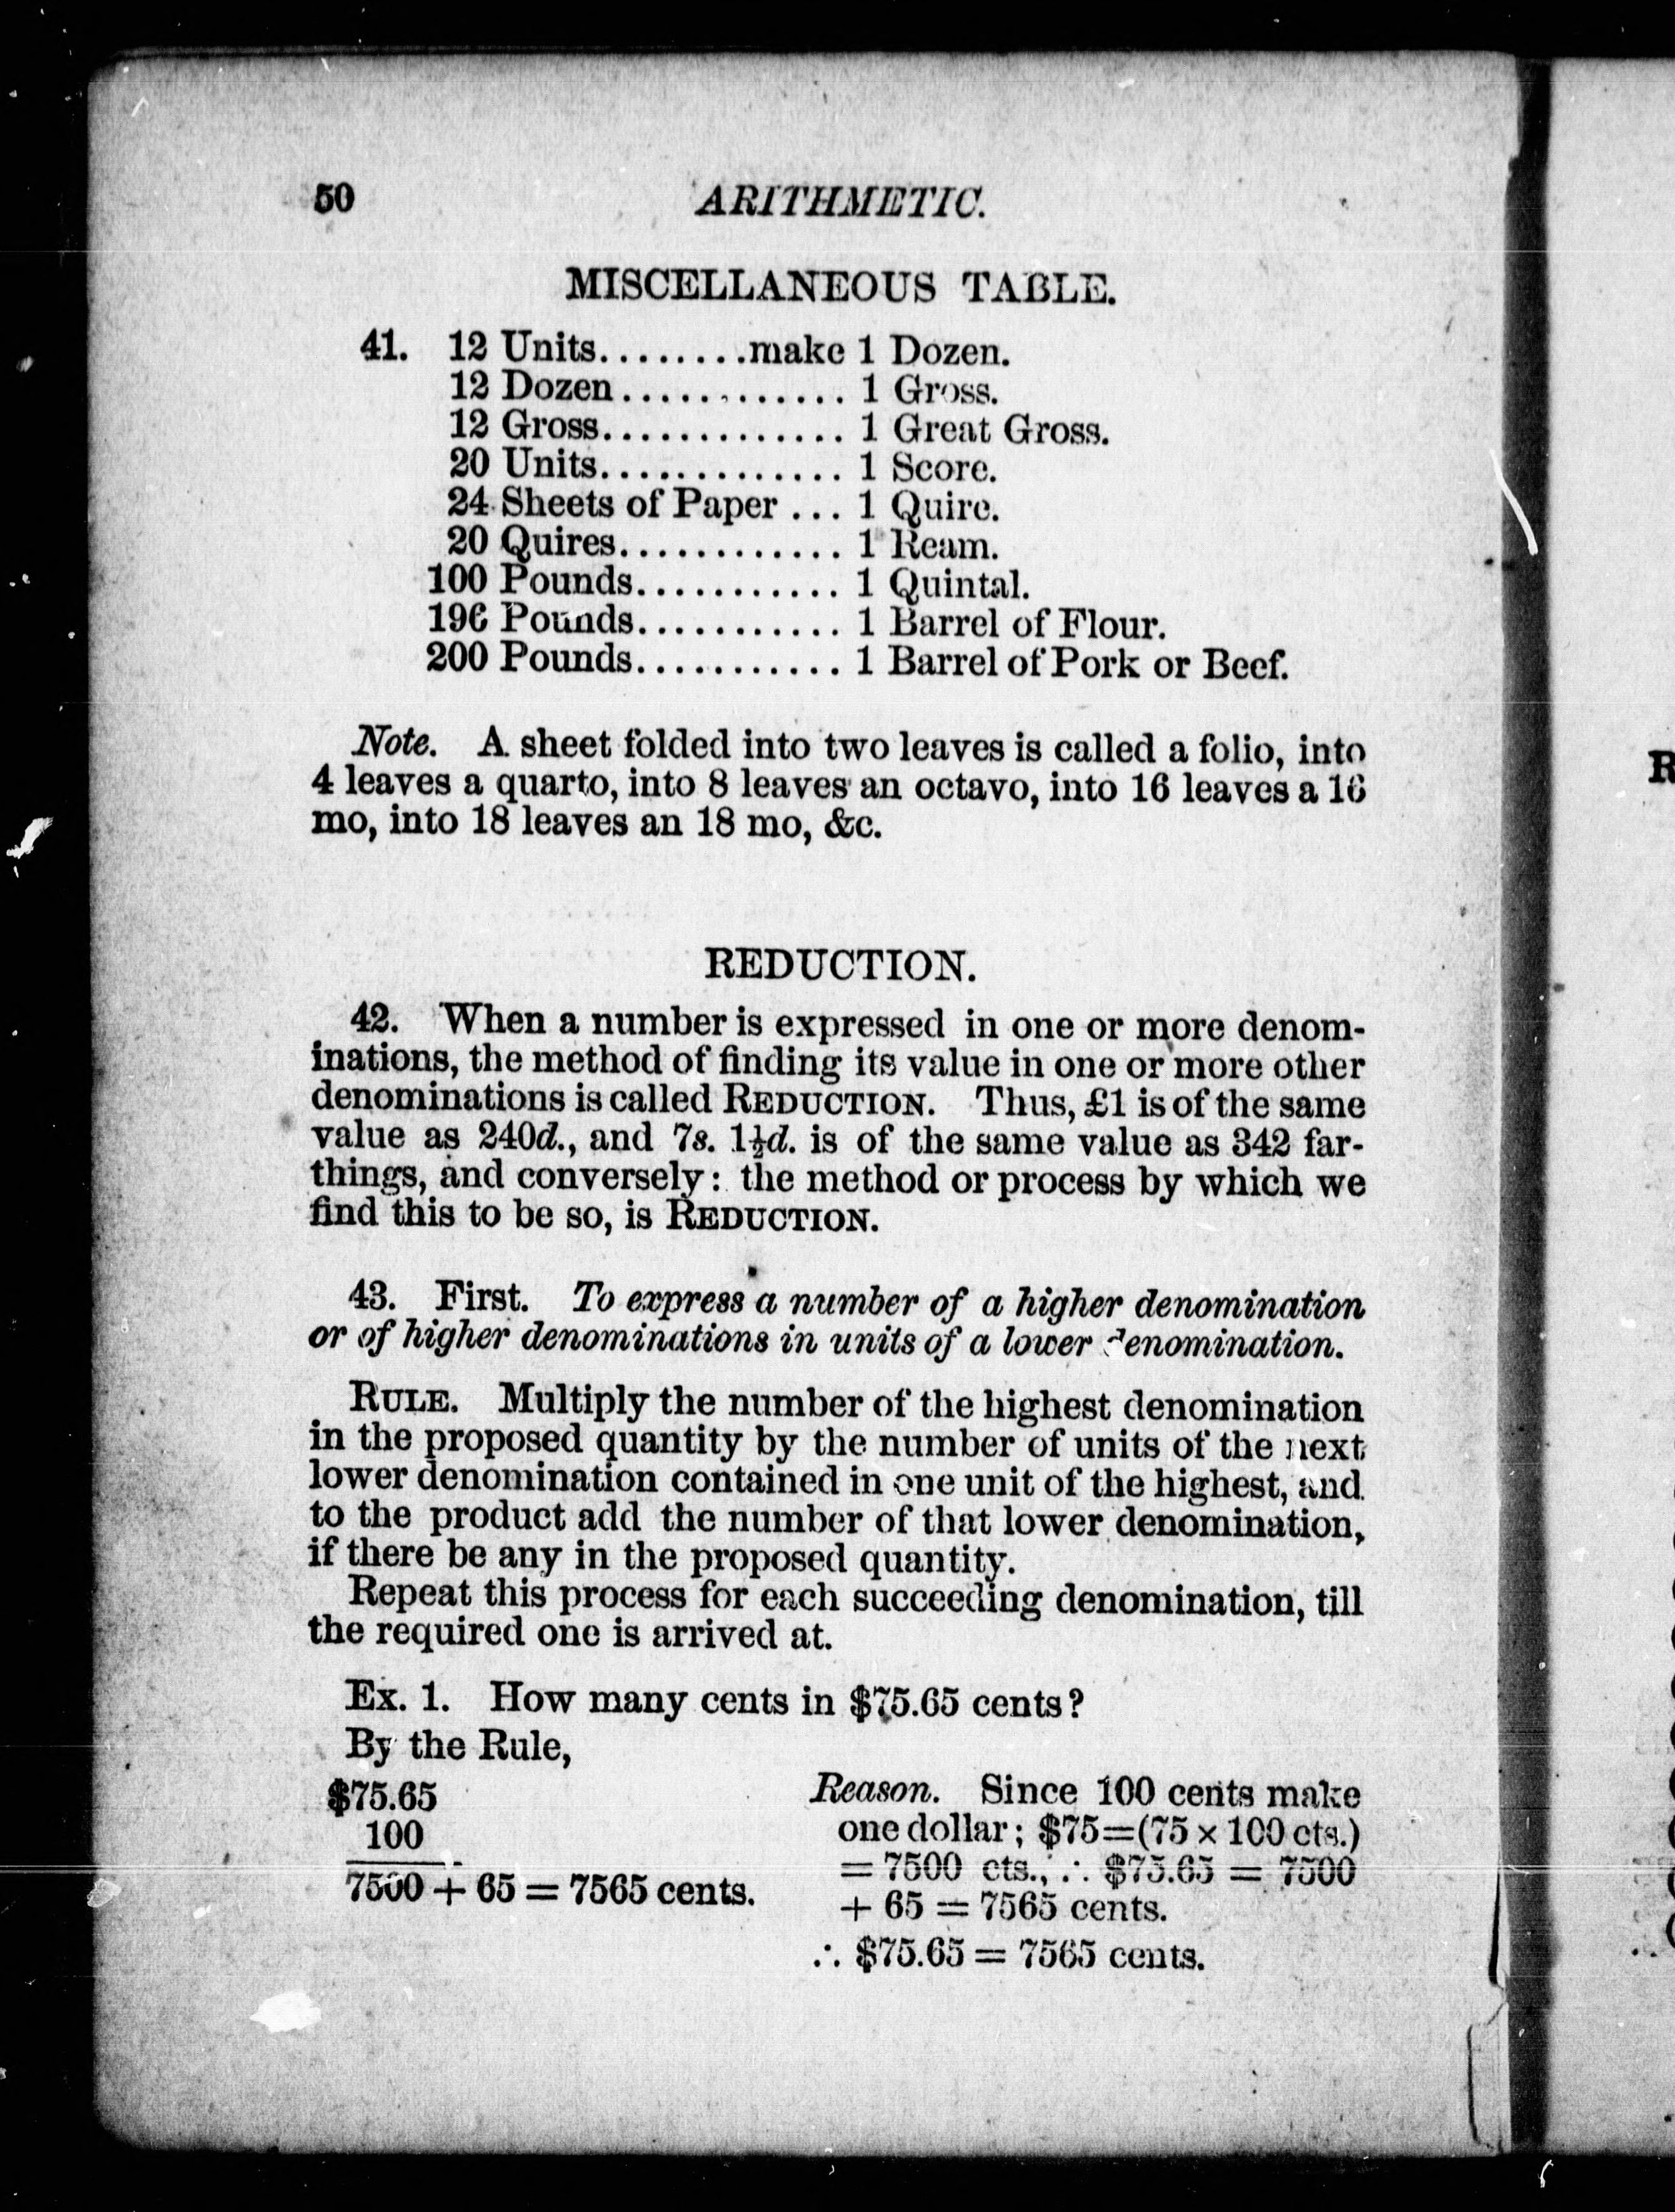 50 ARITHMETIC.
MISCELLANEOUS TABLE.
41. 12 Units........make 1 Dozen.
12 Dozen............ 1 Gross.
12 Gross............. 1 Great Gross.
20 Units............. 1 Score.
24 Sheets of Paper ... 1 Quire.
20 Quires............ 1 Ream.
100 Pounds........... 1 Quintal.
196 Pounds........... 1 Barrel of Flour.
200 Pounds........... 1 Barrel of Pork or Beef.
Note. A sheet folded into two leaves is called a folio, into
4 leaves a quarto, into 8 leaves an octavo, into 16 leaves a 16
mo, into 18 leaves an 18 mo, &c.
REDUCTION.
42. When a number is expressed in one or more denom-
inations, the method of finding its value in one or more other
denominations is called REDUCTION. Thus, £1 is of the same
value as 240d., and 7s. 1½d. is of the same value as 342 far-
things, and conversely: the method or process by which we
find this to be so, is REDUCTION.
43. First. To express a number of a higher denomination
or of higher denominations in units of a lower denomination.
RULE. Multiply the number of the highest denomination
in the proposed quantity by the number of units of the next
lower denomination contained in one unit of the highest, and
to the product add the number of that lower denomination,
if there be any in the proposed quantity.
Repeat this process for each succeeding denomination, till
the required one is arrived at.
Ex. 1. How many cents in $75.65 cents?
By the Rule,
$75.65
100
7500 + 65 = 7565 cents.
Reason. Since 100 cents make
one dollar; $75=(75 × 100 cts.)
= 7500 cts., ∴ $75.65 = 7500
+ 65 = 7565 cents.
∴ $75.65 = 7565 cents.
R